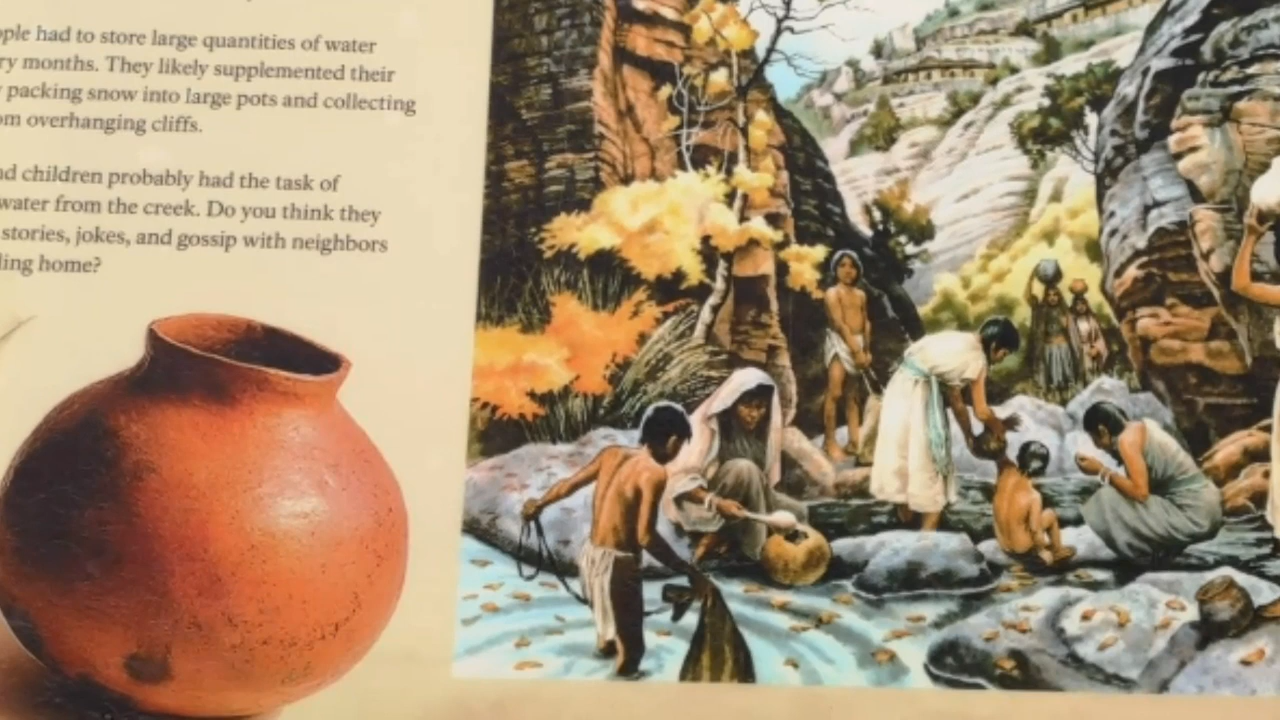 ple had to store large quantities of water
ry months. They likely supplemented their
packing snow into large pots and collecting
om overhanging cliffs.
d children probably had the task of
water from the creek. Do you think they
stories, jokes, and gossip with neighbors
ling home?